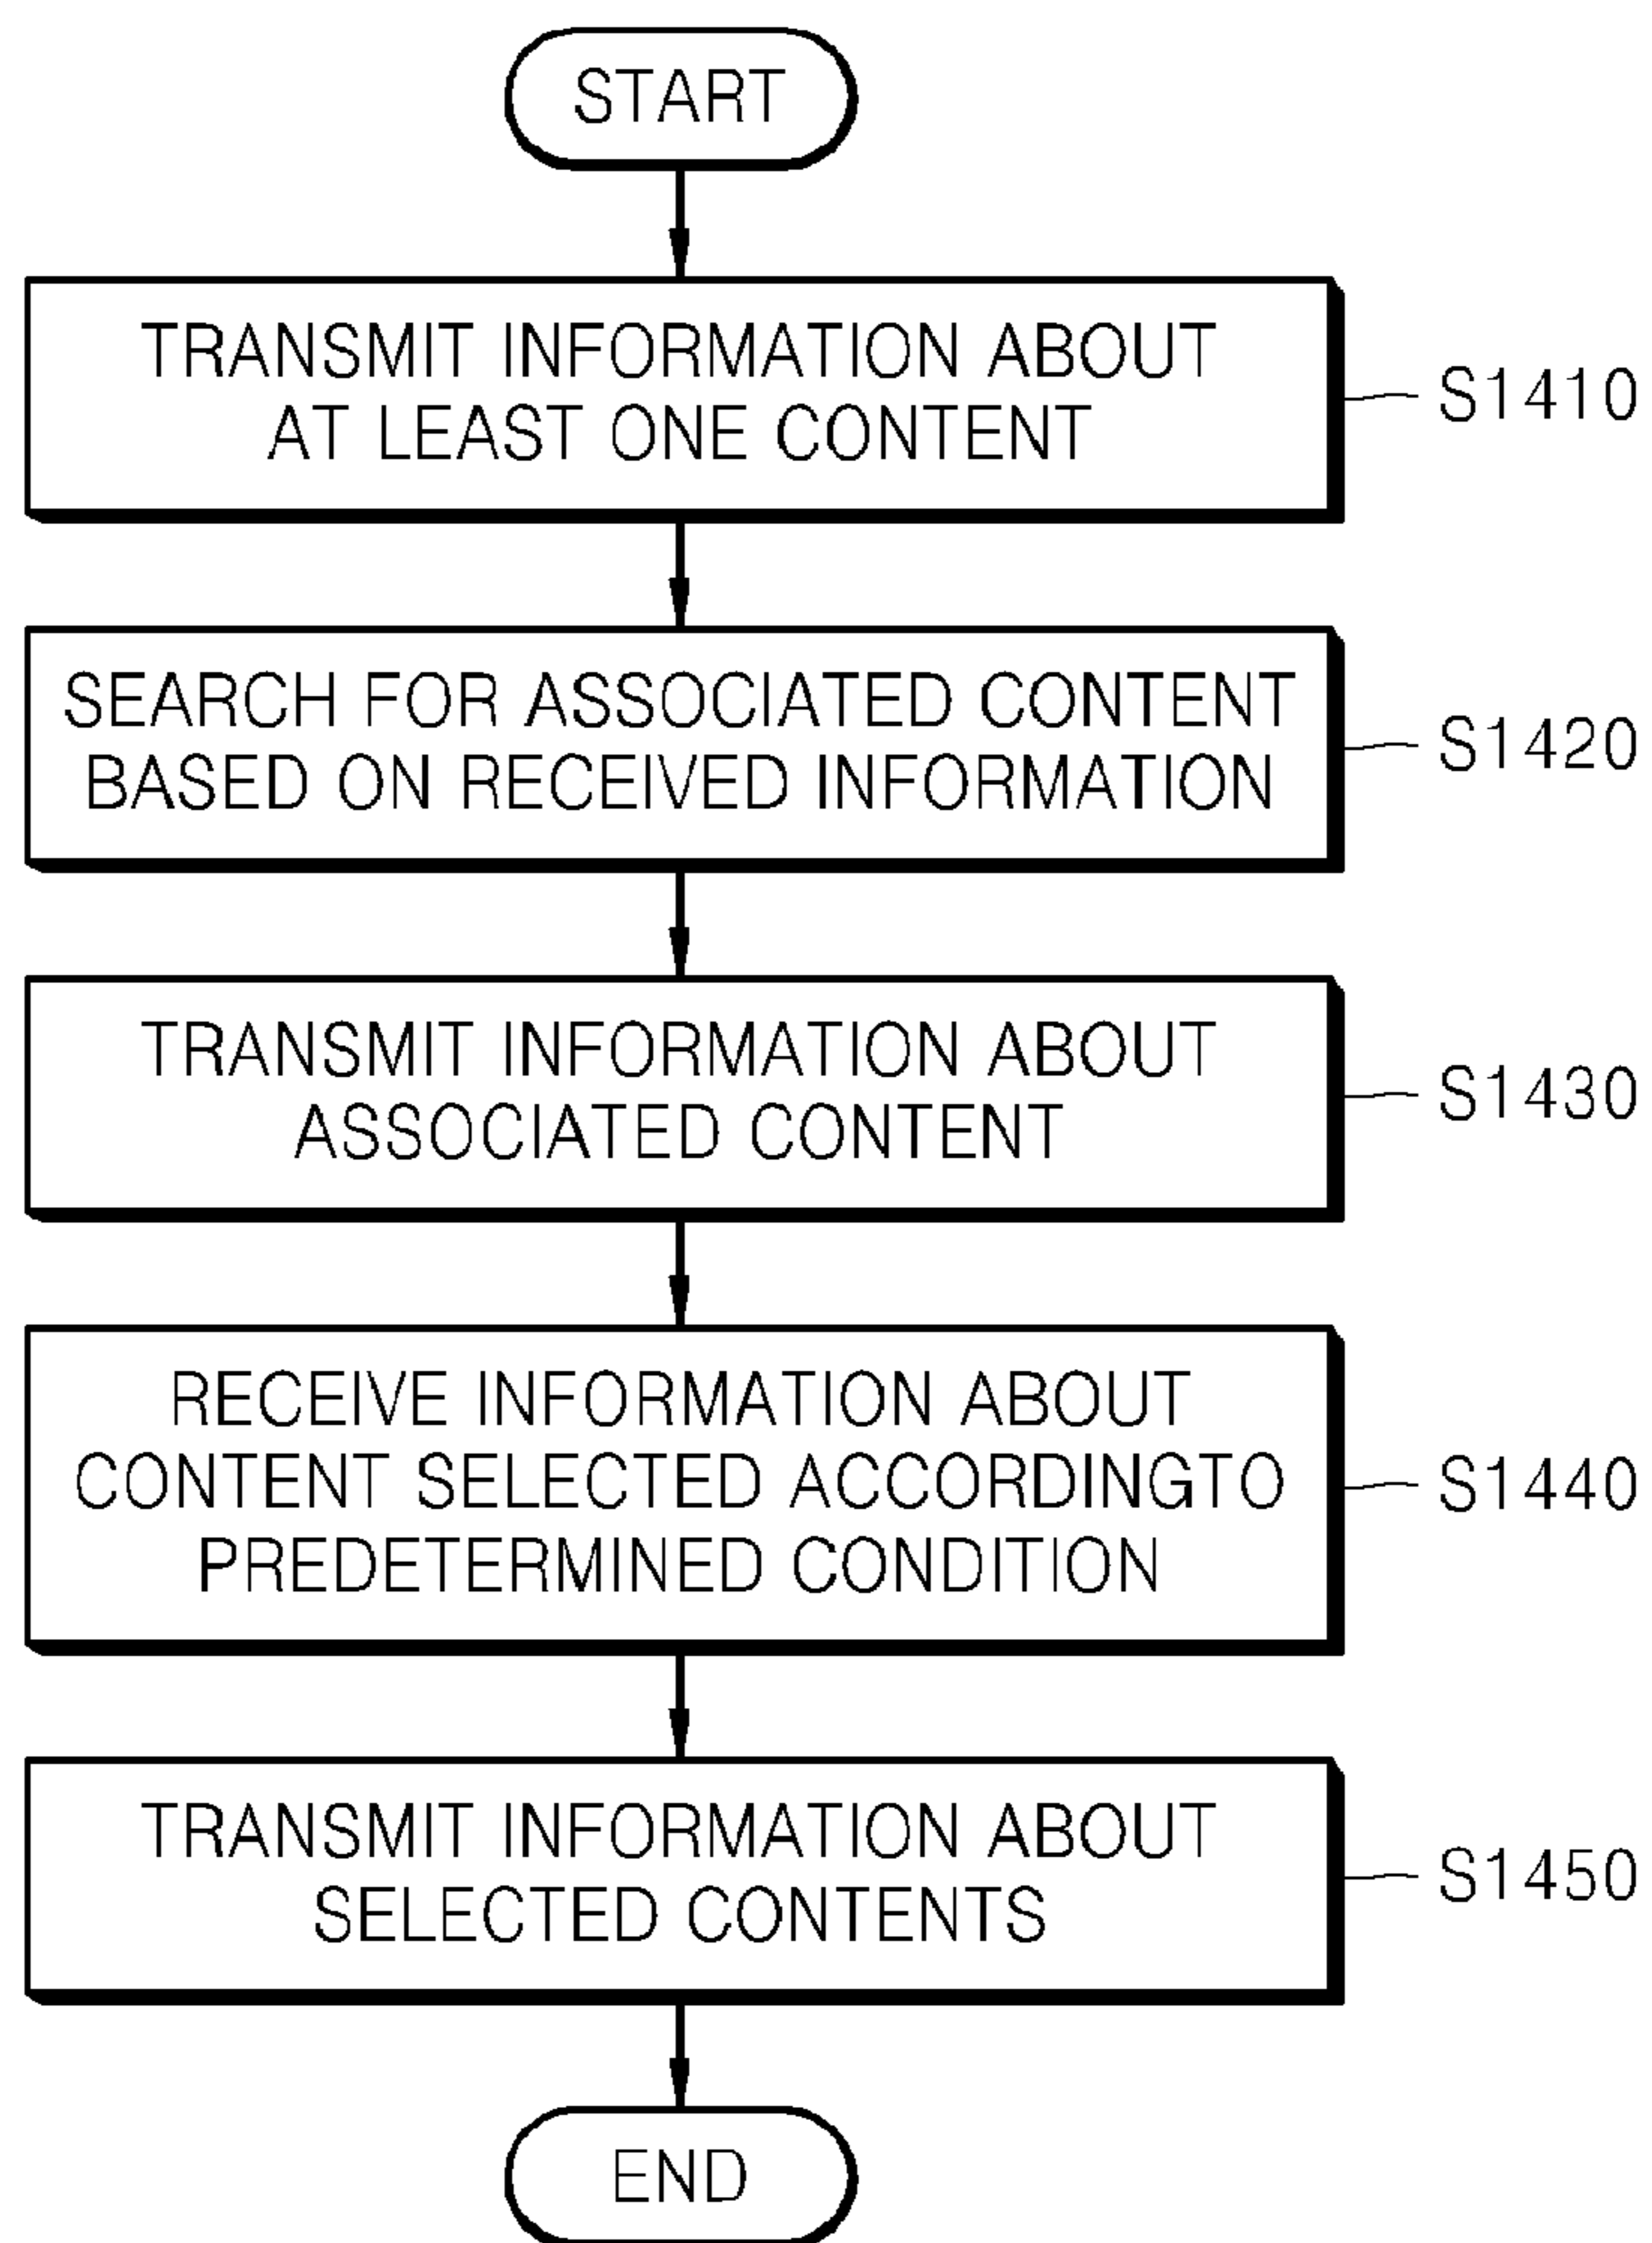 START
TRANSMIT INFORMATION ABOUT
AT LEAST ONE CONTENT
S1410
SEARCH FOR ASSOCIATED CONTENT
BASED ON RECEIVED INFORMATION
S1420
TRANSMIT INFORMATION ABOUT
ASSOCIATED CONTENT
S1430
RECEIVE INFORMATION ABOUT
CONTENT SELECTED ACCORDINGTO
PREDETERMINED CONDITION
S1440
TRANSMIT INFORMATION ABOUT
SELECTED CONTENTS
S1450
END